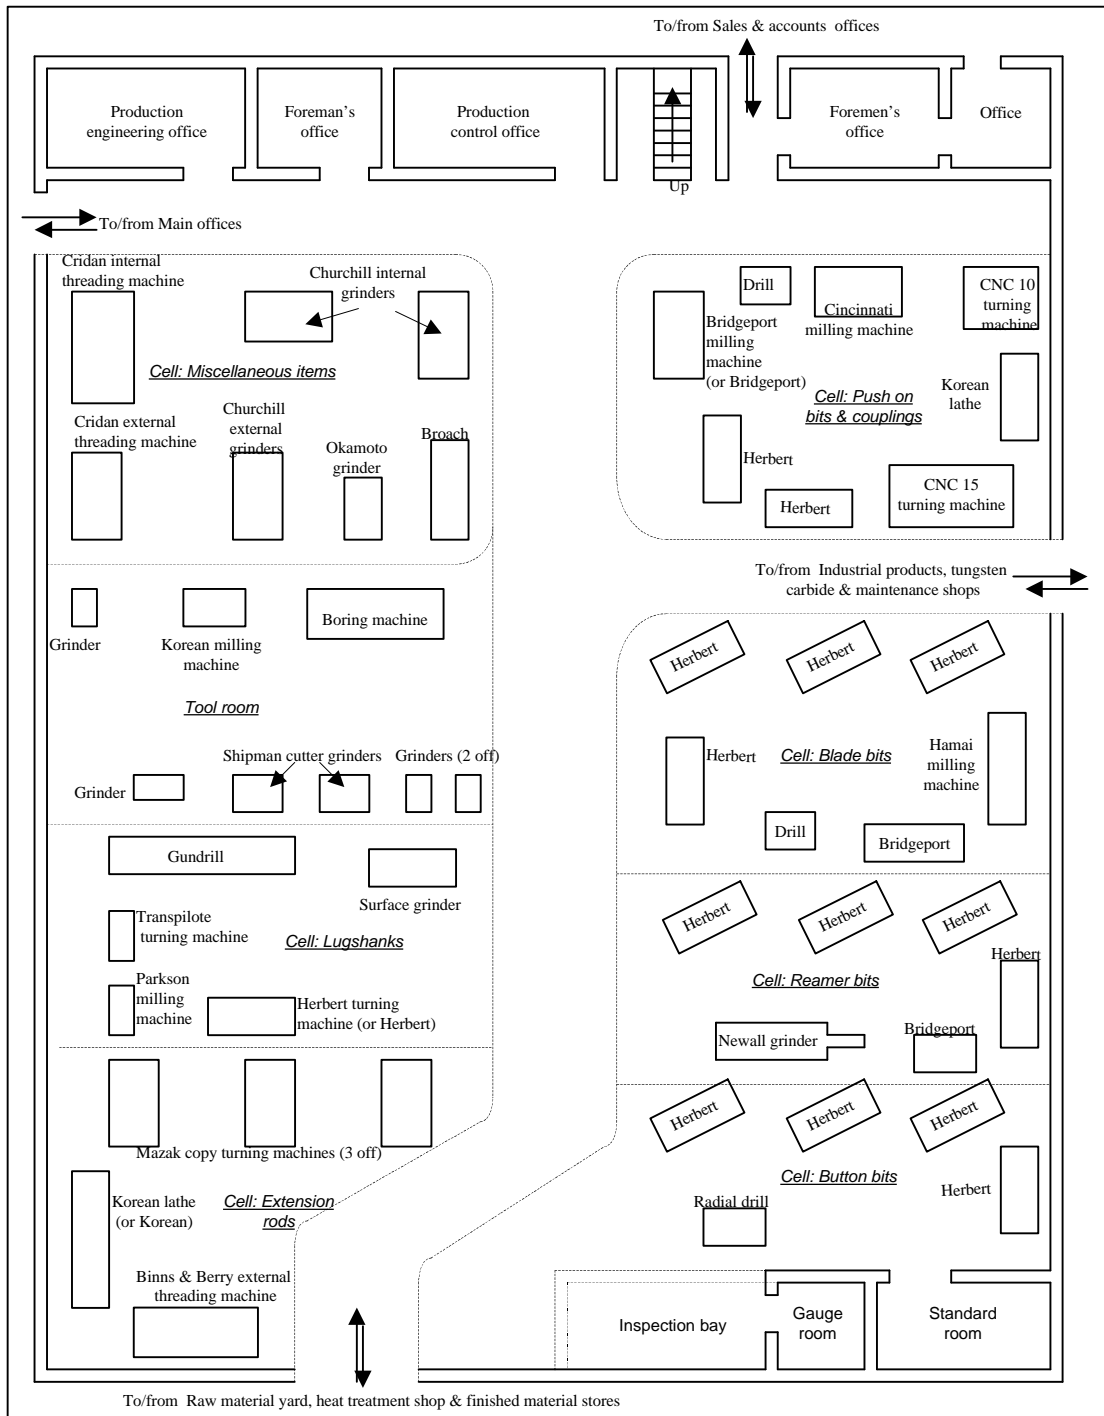 To/from Sales & accounts offices
Production
engineering office
Foreman's
office
Production
control office
Foremen's
office
Office
Up
To/from Main offices
Cridan internal
threading machine
Churchill internal
grinders
Cell: Miscellaneous items
Cridan external
threading machine
Churchill
external
grinders
Okamoto
grinder
Broach
Drill
Cincinnati
milling machine
CNC 10
turning
machine
Bridgeport
milling
machine
(or Bridgeport)
Korean
lathe
Cell: Push on
bits & couplings
Herbert
Herbert
CNC 15
turning machine
To/from Industrial products, tungsten
carbide & maintenance shops
Grinder
Korean milling
machine
Boring machine
Tool room
Shipman cutter grinders
Grinders (2 off)
Grinder
Herbert
Herbert
Herbert
Herbert
Cell: Blade bits
Hamai
milling
machine
Drill
Bridgeport
Gundrill
Surface grinder
Transpilote
turning machine
Cell: Lugshanks
Parkson
milling
machine
Herbert turning
machine (or Herbert)
Herbert
Herbert
Herbert
Herbert
Cell: Reamer bits
Newall grinder
Bridgeport
Mazak copy turning machines (3 off)
Korean lathe
(or Korean)
Cell: Extension
rods
Binns & Berry external
threading machine
Herbert
Herbert
Herbert
Cell: Button bits
Herbert
Radial drill
Inspection bay
Gauge
room
Standard
room
To/from Raw material yard, heat treatment shop & finished material stores